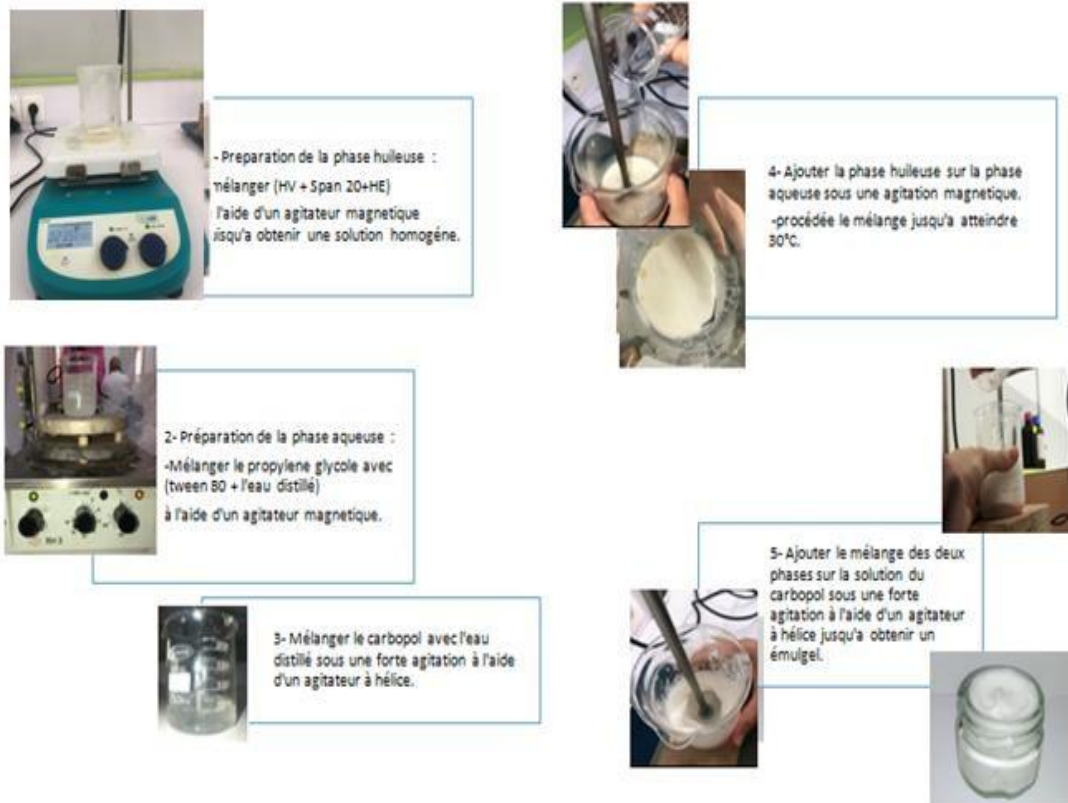 - Preparation de la phase huileuse :
mélanger (HV + Span 20+HE)
l'aide d'un agitateur magnetique
jusqu'a obtenir une solution homogéne.
2- Préparation de la phase aqueuse :
-Mélanger le propylene glycole avec
(tween 80 + l'eau distillé)
à l'aide d'un agitateur magnetique.
3- Mélanger le carbopol avec l'eau
distillé sous une forte agitation à l'aide
d'un agitateur à hélice.
4- Ajouter la phase huileuse sur la phase
aqueuse sous une agitation magnetique.
-procédée le mélange jusqu'a atteindre
30°C.
5- Ajouter le mélange des deux
phases sur la solution du
carbopol sous une forte
agitation à l'aide d'un agitateur
à hélice jusqu'a obtenir un
émulgel.